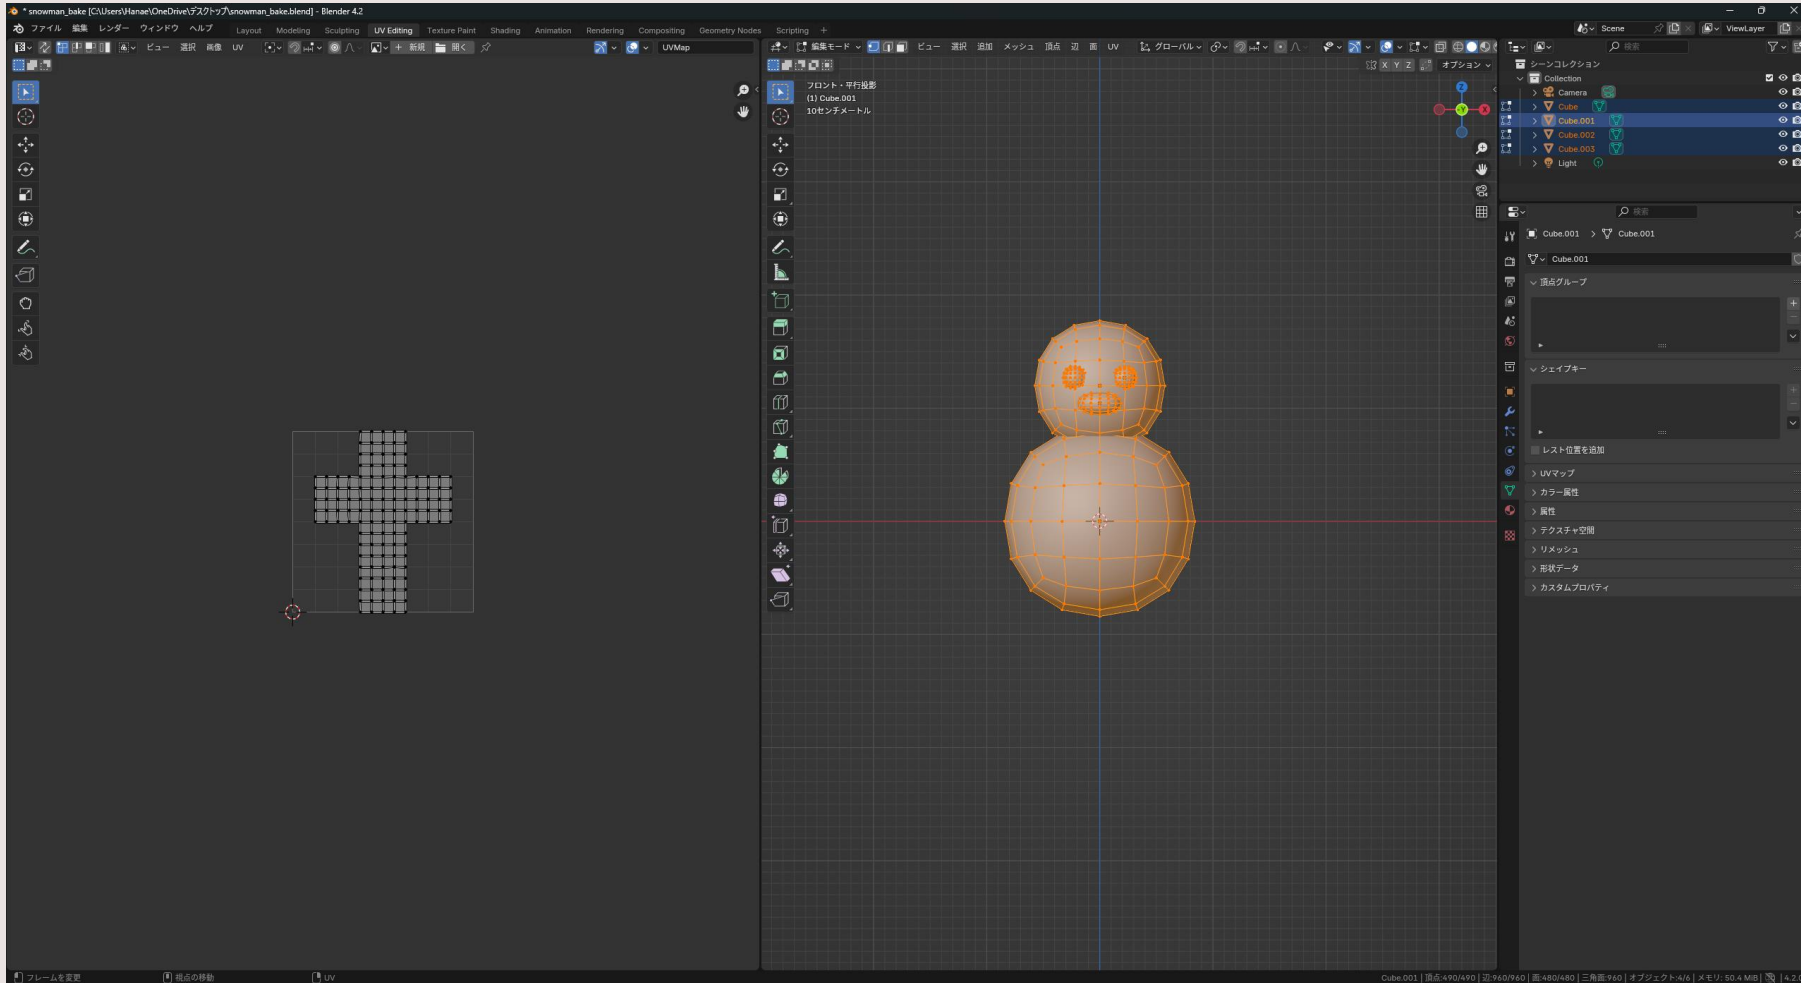 * snowman_bake [C:\Users\Hanae\OneDrive\デスクトップ\snowman_bake.blend] - Blender 4.2
ファイル 編集 レンダー ウィンドウ ヘルプ Layout Modeling Sculpting UV Editing Texture Paint Shading Animation Rendering Compositing Geometry Nodes Scripting + Scene ViewLayer
ビュー 選択 画像 UV + 新規 開く UVMap
編集モード ビュー 選択 追加 メッシュ 頂点 辺 面 UV グローバル
検索
X Y Z オプション
フロント・平行投影
(1) Cube.001
10センチメートル
Z
-Y
X
シーンコレクション
Collection
Camera
Cube
Cube.001
Cube.002
Cube.003
Light
検索
Cube.001 > Cube.001
Cube.001
頂点グループ
シェイプキー
レスト位置を追加
UVマップ
カラー属性
属性
テクスチャ空間
リメッシュ
形状データ
カスタムプロパティ
フレームを変更 視点の移動 UV
Cube.001 | 頂点:490/490 | 辺:960/960 | 面:480/480 | 三角面:960 | オブジェクト:4/6 | メモリ: 50.4 MiB | 4.2.0